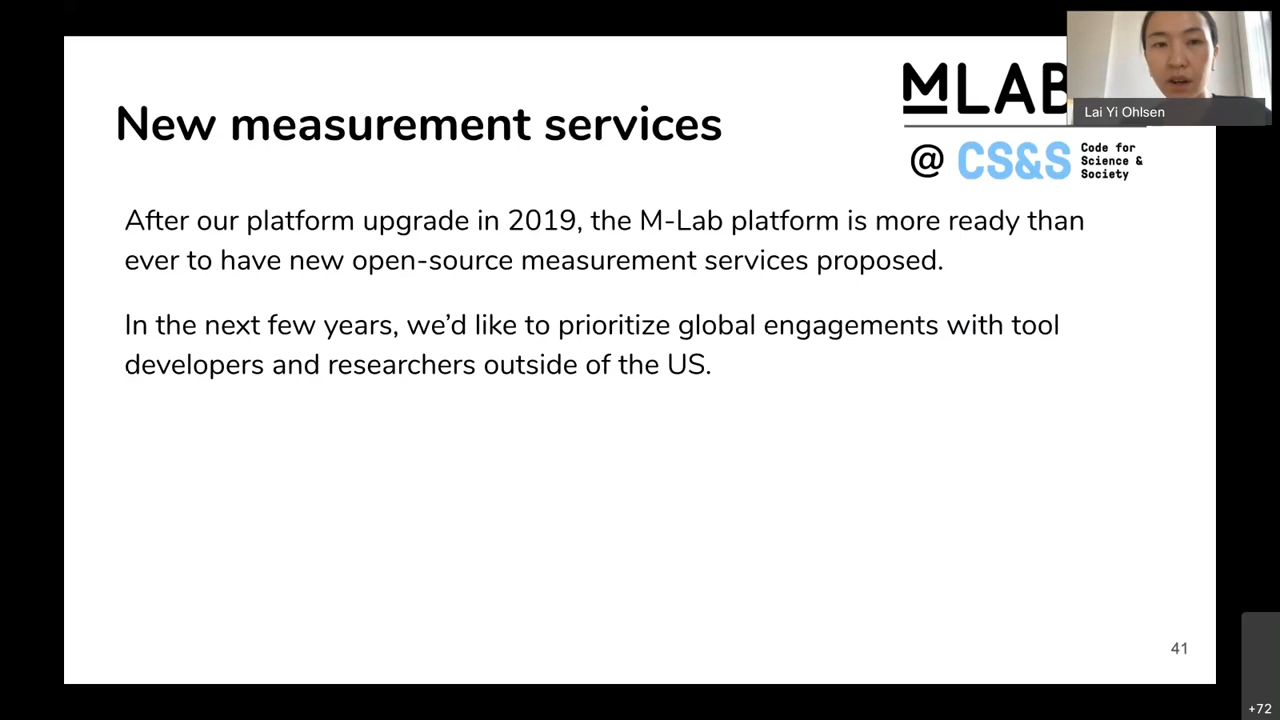 New measurement services
MLAB
@ CS&S
Code for
Science &
Society
Lai Yi Ohlsen
After our platform upgrade in 2019, the M-Lab platform is more ready than
ever to have new open-source measurement services proposed.
In the next few years, we’d like to prioritize global engagements with tool
developers and researchers outside of the US.
41
+72